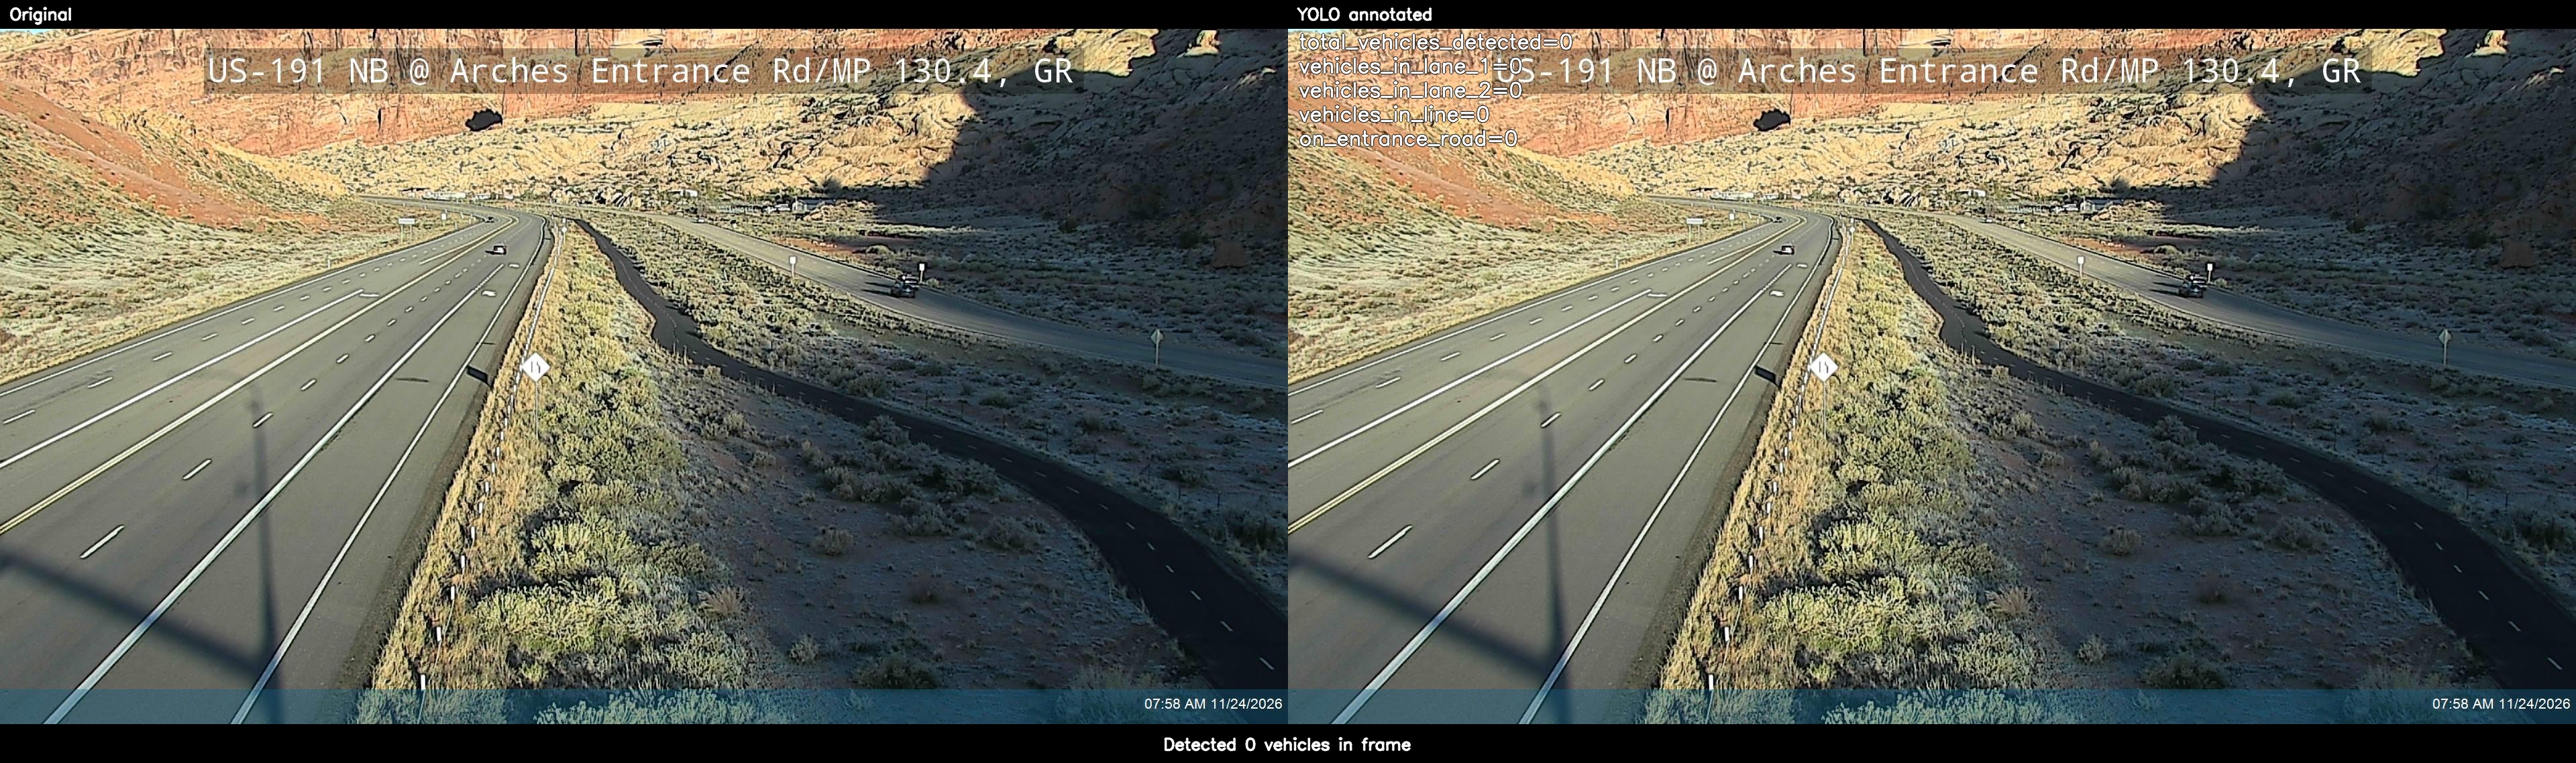 Original
US-191 NB @ Arches Entrance Rd/MP 130.4, GR
07:58 AM 11/24/2026
YOLO annotated
total_vehicles_detected=0
vehicles_in_lane_1=0
US-191 NB @ Arches Entrance Rd/MP 130.4, GR
vehicles_in_lane_2=0
vehicles_in_line=0
on_entrance_road=0
07:58 AM 11/24/2026
Detected 0 vehicles in frame